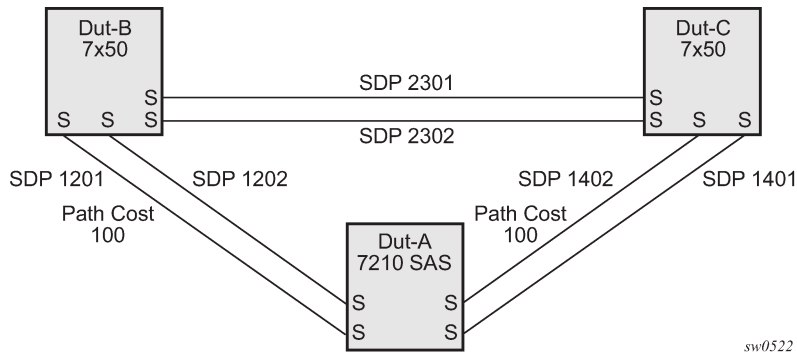 Dut-B
7x50
Dut-C
7x50
S
SDP 2301
S
S S S
SDP 2302
S S S
SDP 1201
SDP 1202
SDP 1402
SDP 1401
Path Cost
100
Path Cost
100
Dut-A
7210 SAS
S S
S S
sw0522